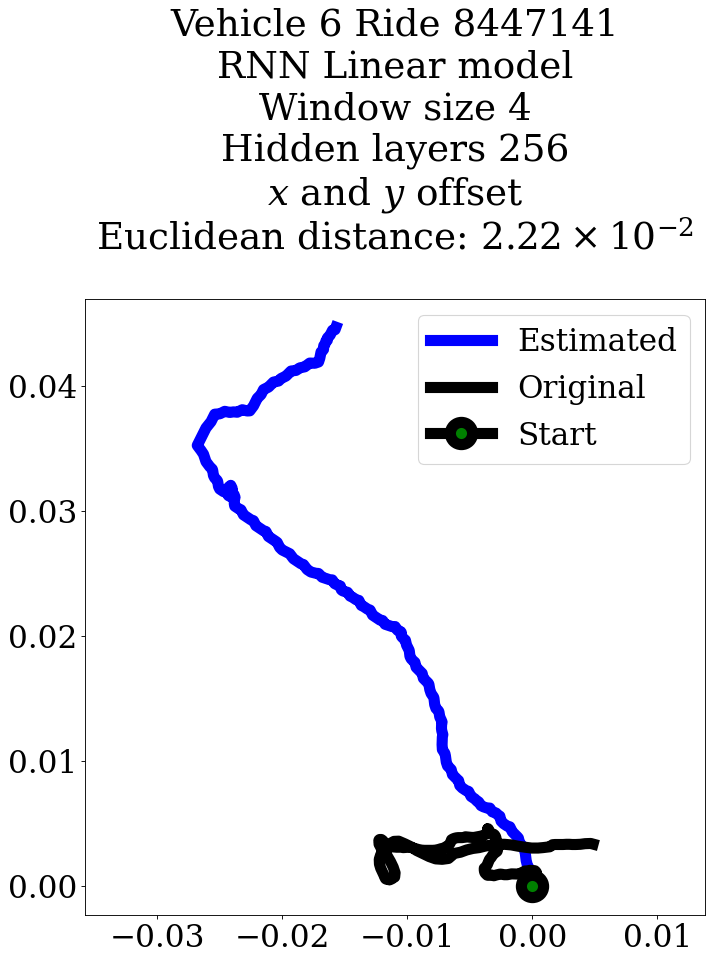 Vehicle 6 Ride 8447141
RNN Linear model
Window size 4
Hidden layers 256
x and y offset
Euclidean distance: 2.22 × 10⁻²
Estimated
Original
Start
0.04
0.03
0.02
0.01
0.00
−0.03 −0.02 −0.01 0.00 0.01